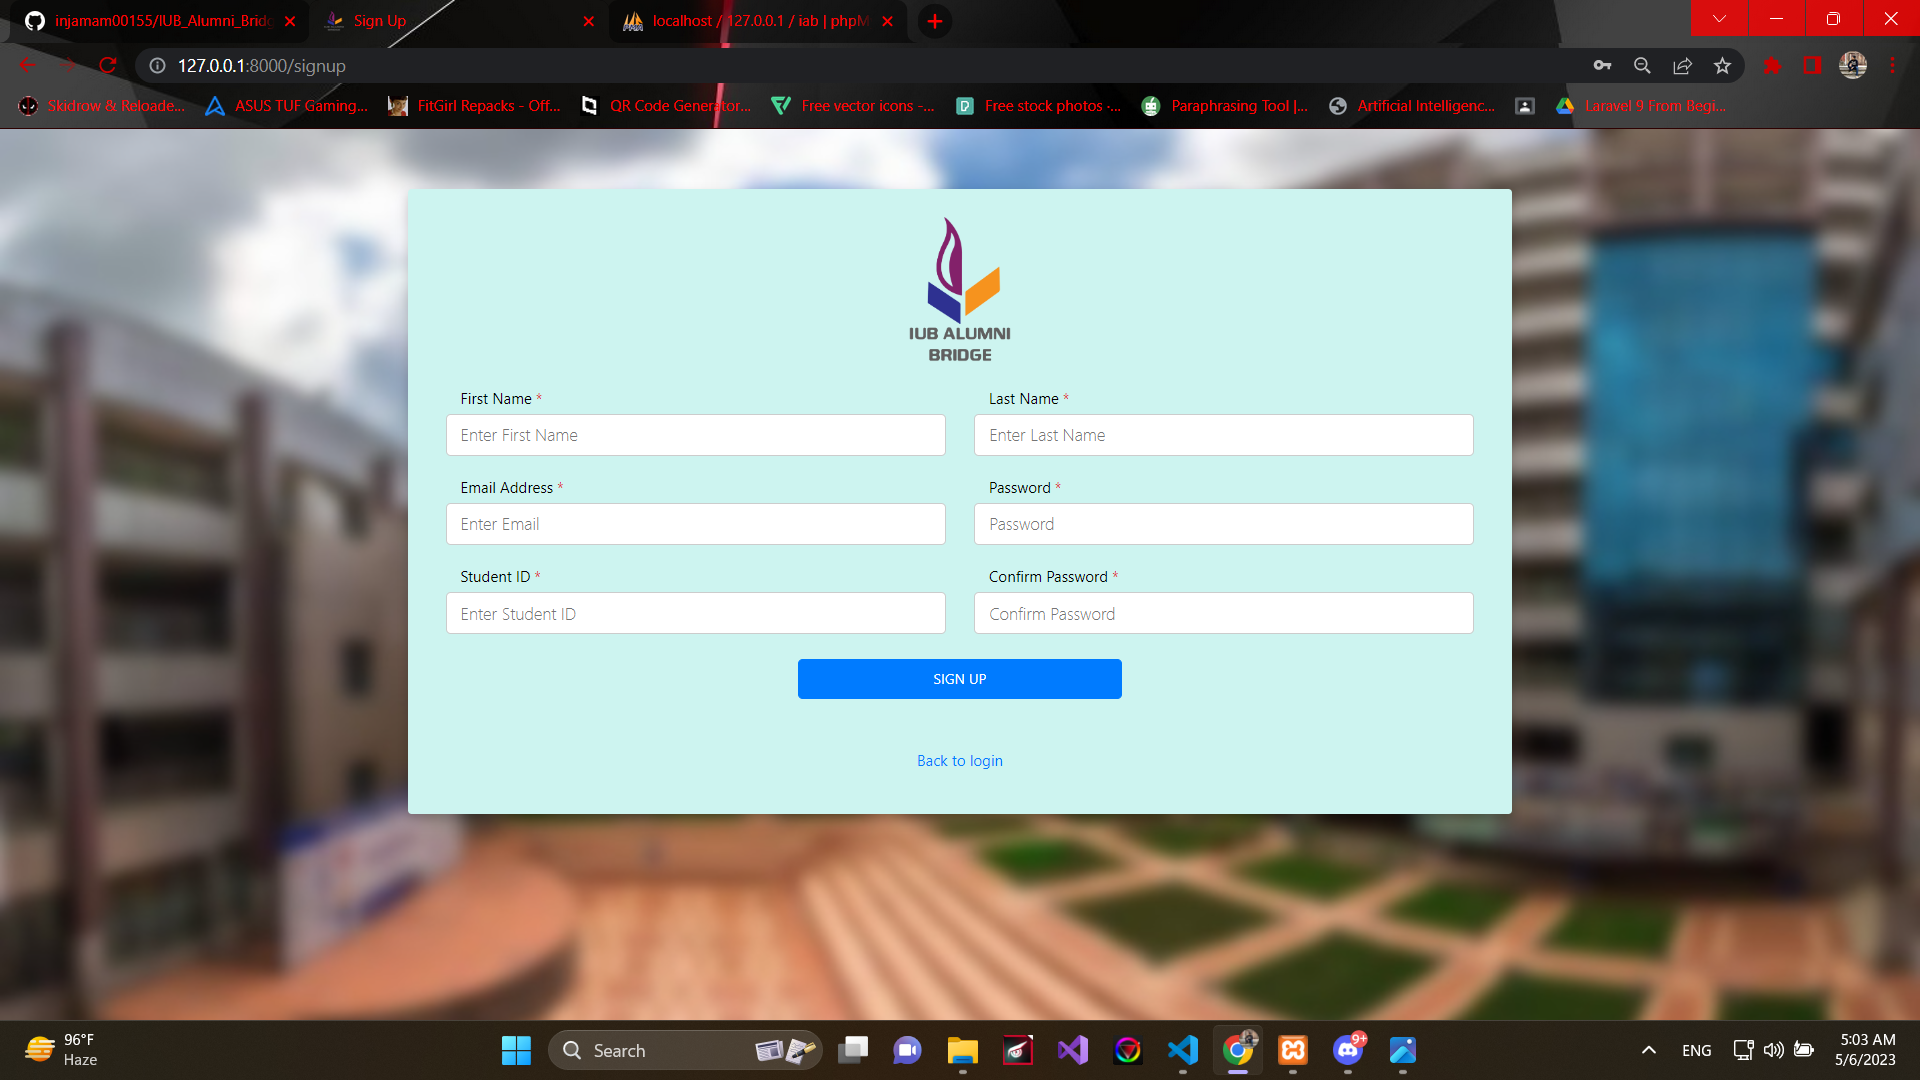 injamam00155/IUB_Alumni_Bridg
Sign Up
localhost / 127.0.0.1 / iab | phpM
127.0.0.1:8000/signup
Skidrow & Reloade...
ASUS TUF Gaming...
FitGirl Repacks - Off...
QR Code Generator...
Free vector icons -...
Free stock photos ·...
Paraphrasing Tool |...
Artificial Intelligenc...
Laravel 9 From Begi...
IUB ALUMNI
BRIDGE
First Name *
Last Name *
Enter First Name
Enter Last Name
Email Address *
Password *
Enter Email
Password
Student ID *
Confirm Password *
Enter Student ID
Confirm Password
SIGN UP
Back to login
96°F
Haze
Search
9+
ENG
5:03 AM
5/6/2023